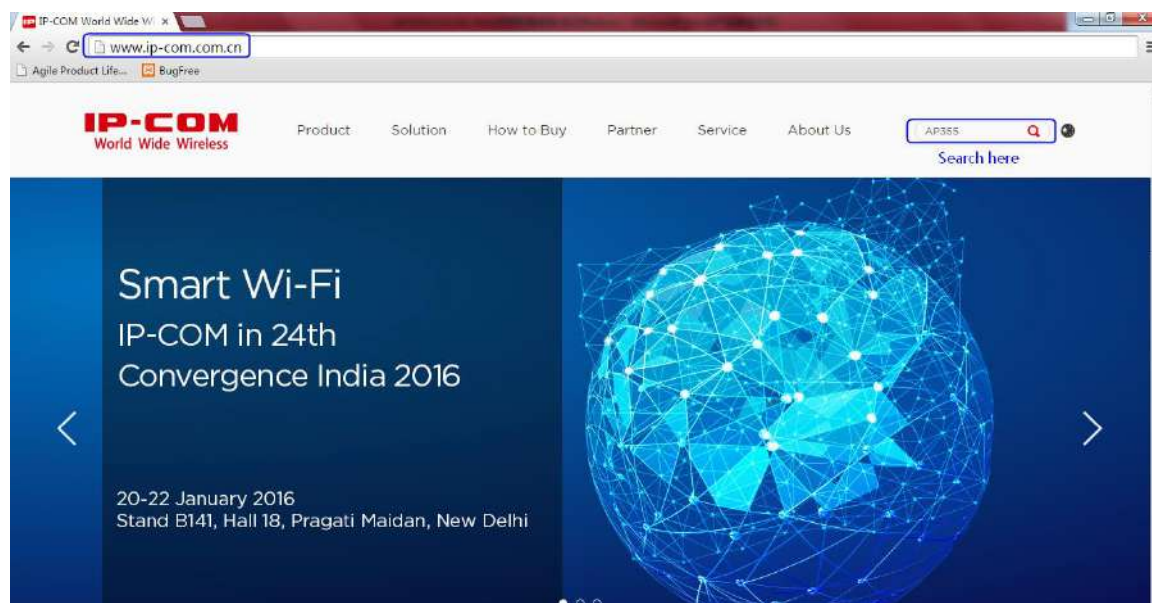 IP-COM World Wide Wi
www.ip-com.com.cn
Agile Product Life... BugFree
IP-COM
World Wide Wireless
Product Solution How to Buy Partner Service About Us AP355
Search here
Smart Wi-Fi
IP-COM in 24th
Convergence India 2016
20-22 January 2016
Stand B141, Hall 18, Pragati Maidan, New Delhi